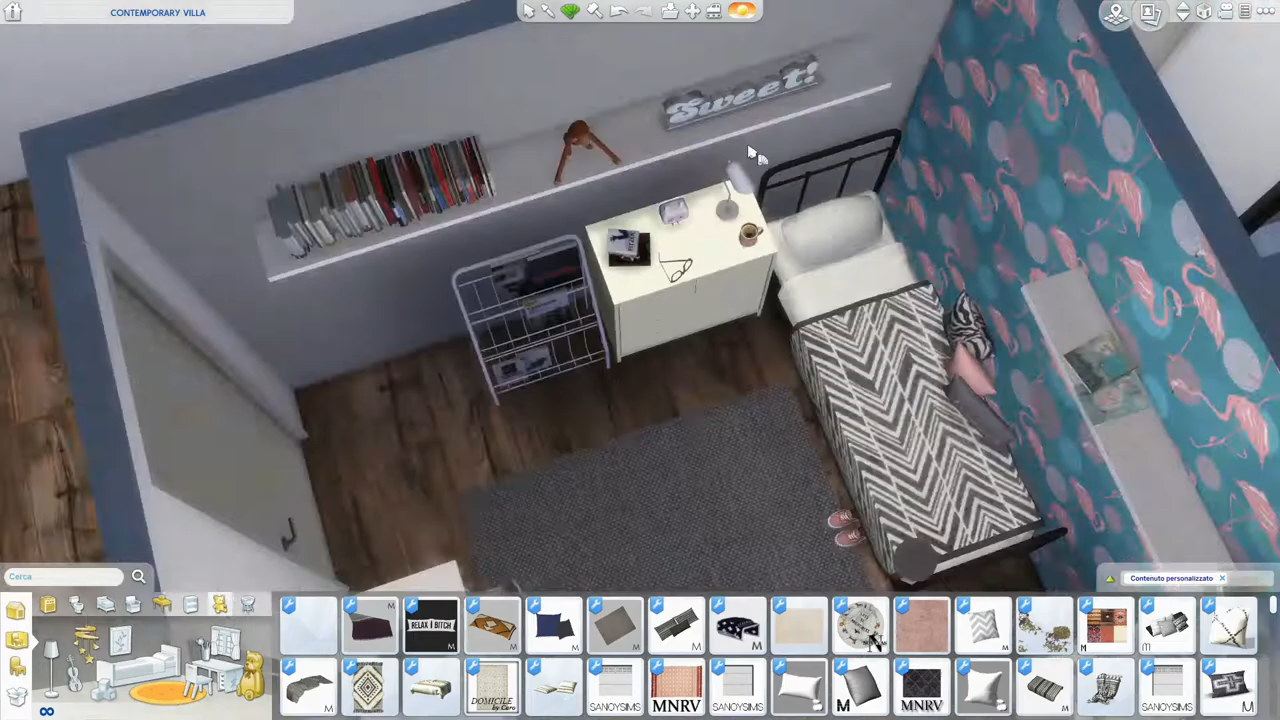 CONTEMPORARY VILLA
Sweet!
Cerca
Contenuto personalizzato
M
RELAX ! BITCH
M
M
M
M
M
M
M
M
M
DOMICILE
by Caro
SANOYSIMS
MNRV
SANOYSIMS
M
MNRV
M
SANOYSIMS
M